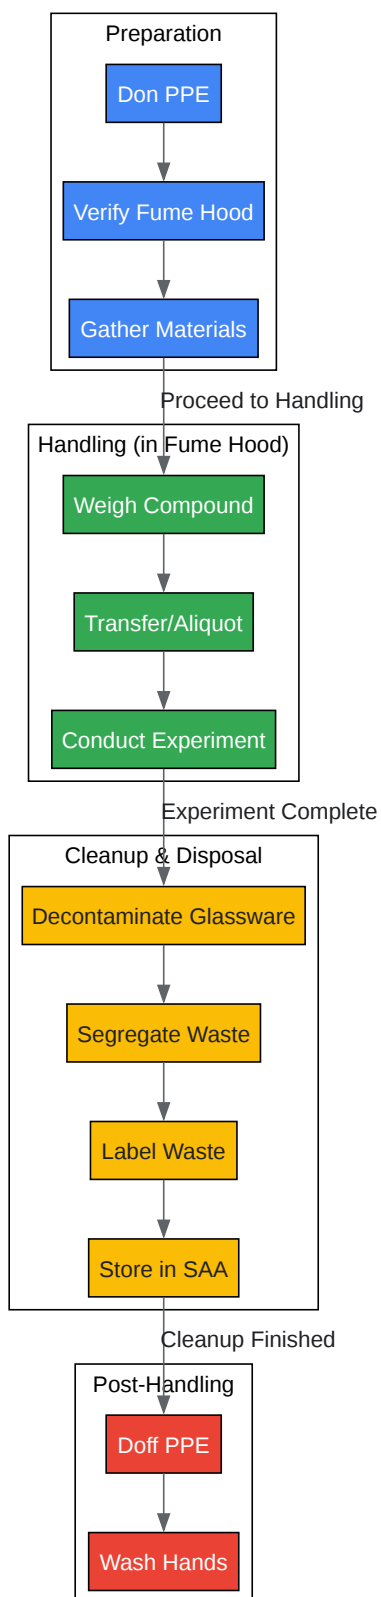 Preparation
Don PPE
Verify Fume Hood
Gather Materials
Proceed to Handling
Handling (in Fume Hood)
Weigh Compound
Transfer/Aliquot
Conduct Experiment
Experiment Complete
Cleanup & Disposal
Decontaminate Glassware
Segregate Waste
Label Waste
Store in SAA
Cleanup Finished
Post-Handling
Doff PPE
Wash Hands